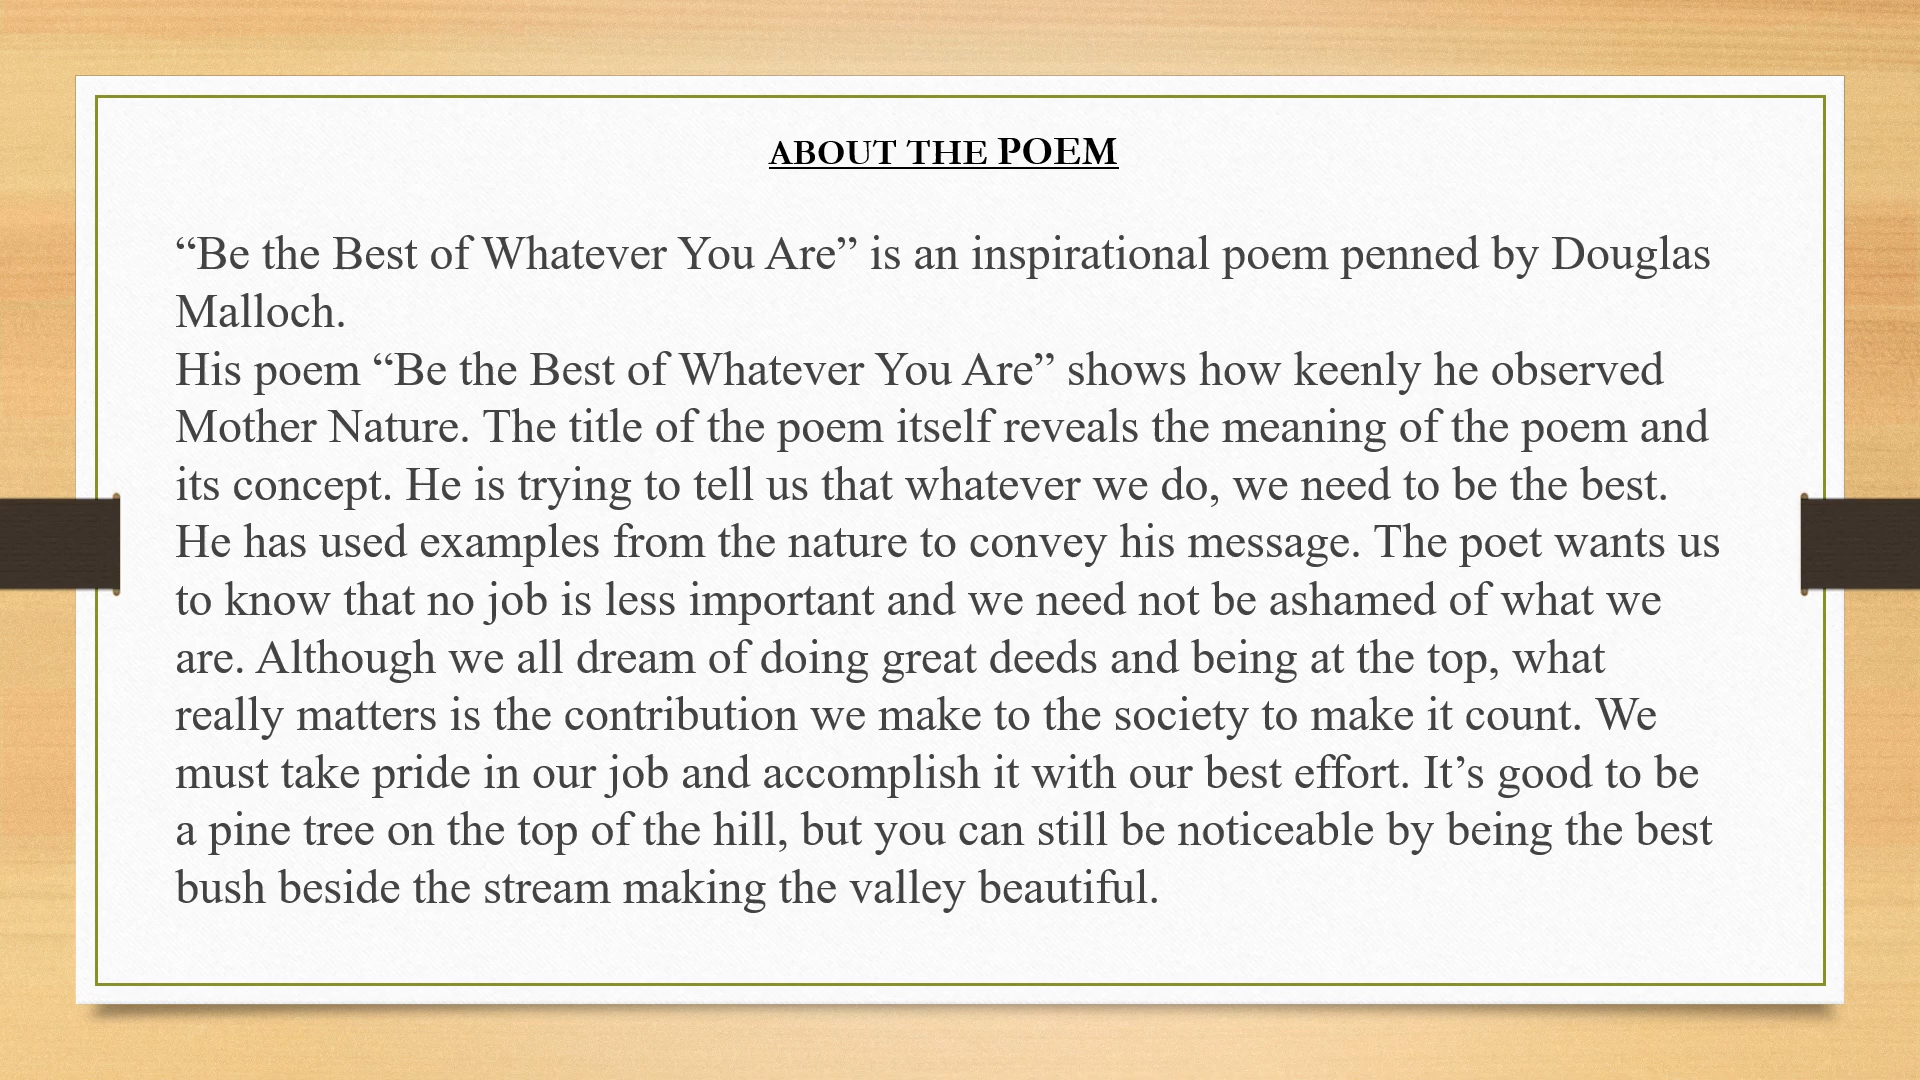 ABOUT THE POEM
“Be the Best of Whatever You Are” is an inspirational poem penned by Douglas
Malloch.
His poem “Be the Best of Whatever You Are” shows how keenly he observed
Mother Nature. The title of the poem itself reveals the meaning of the poem and
its concept. He is trying to tell us that whatever we do, we need to be the best.
He has used examples from the nature to convey his message. The poet wants us
to know that no job is less important and we need not be ashamed of what we
are. Although we all dream of doing great deeds and being at the top, what
really matters is the contribution we make to the society to make it count. We
must take pride in our job and accomplish it with our best effort. It’s good to be
a pine tree on the top of the hill, but you can still be noticeable by being the best
bush beside the stream making the valley beautiful.